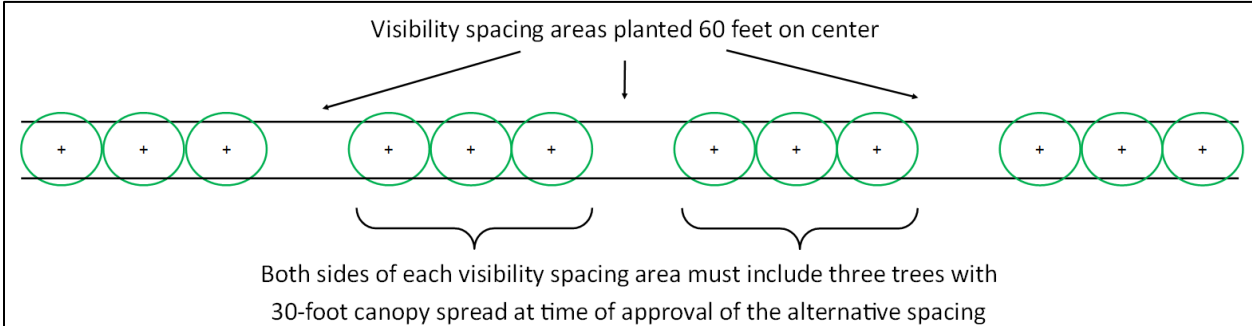 Visibility spacing areas planted 60 feet on center
+ + + + + + + + + + + +
Both sides of each visibility spacing area must include three trees with
30-foot canopy spread at time of approval of the alternative spacing